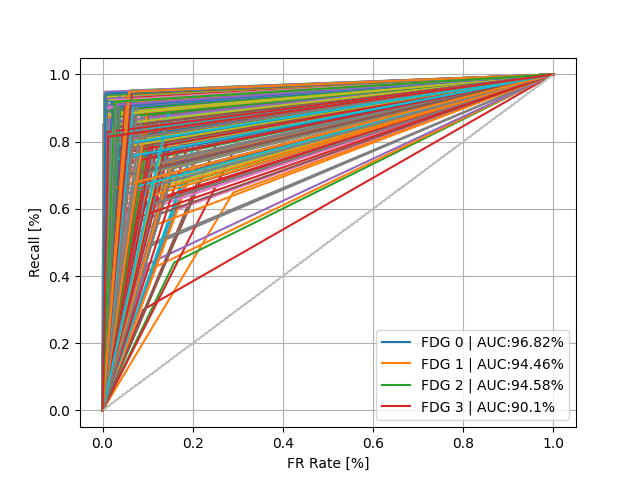 1.0
0.8
0.6
0.4
0.2
0.0
Recall [%]
0.0 0.2 0.4 0.6 0.8 1.0
FR Rate [%]
FDG 0 | AUC:96.82%
FDG 1 | AUC:94.46%
FDG 2 | AUC:94.58%
FDG 3 | AUC:90.1%